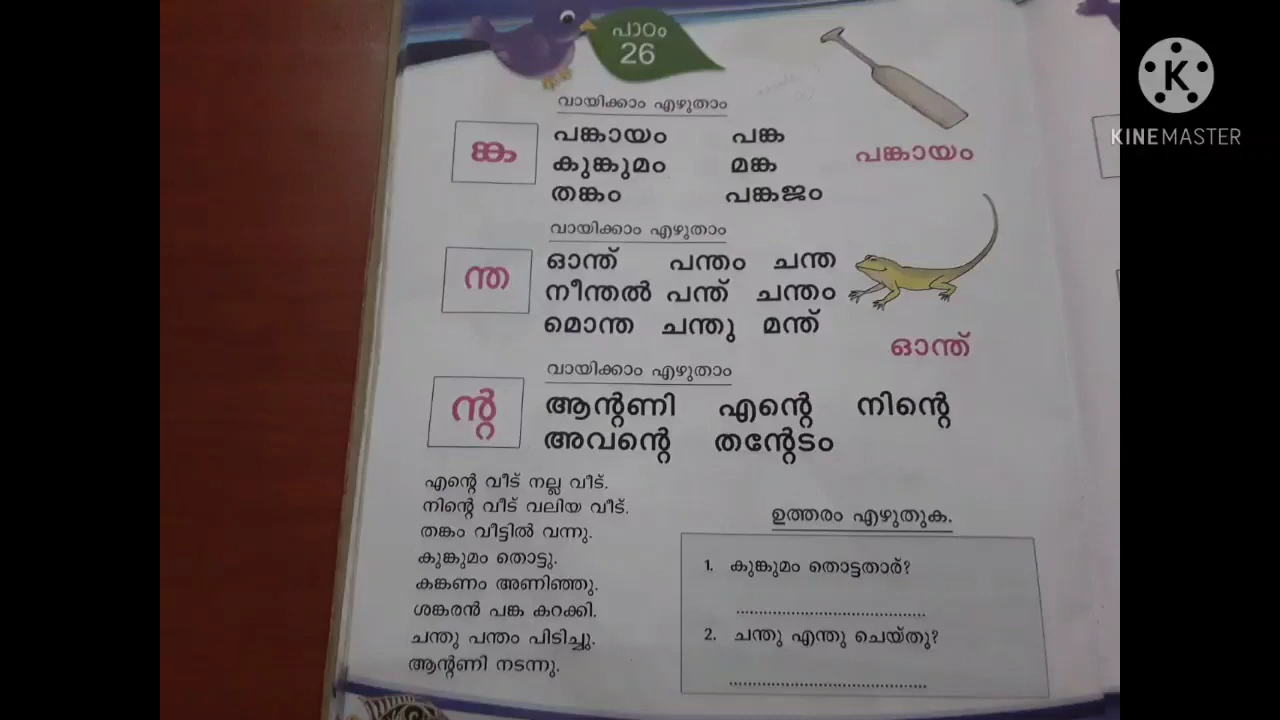 പാഠം
26
വായിക്കാം എഴുതാം
ങ്ക
പങ്കായം പങ്ക
കുങ്കുമം മങ്ക
തങ്കം പങ്കജം
പങ്കായം
വായിക്കാം എഴുതാം
ന്ത
ഓന്ത് പന്തം ചന്ത
നീന്തൽ പന്ത് ചന്തം
മൊന്ത ചന്തു മന്ത്
ഓന്ത്
വായിക്കാം എഴുതാം
ന്റ
ആന്റണി എന്റെ നിന്റെ
അവന്റെ തന്റേടം
എന്റെ വീട് നല്ല വീട്.
നിന്റെ വീട് വലിയ വീട്.
തങ്കം വീട്ടിൽ വന്നു.
കുങ്കുമം തൊട്ടു.
കങ്കണം അണിഞ്ഞു.
ശങ്കരൻ പങ്ക കറക്കി.
ചന്തു പന്തം പിടിച്ചു.
ആന്റണി നടന്നു.
ഉത്തരം എഴുതുക.
1. കുങ്കുമം തൊട്ടതാര്?
2. ചന്തു എന്തു ചെയ്തു?
K
KINEMASTER